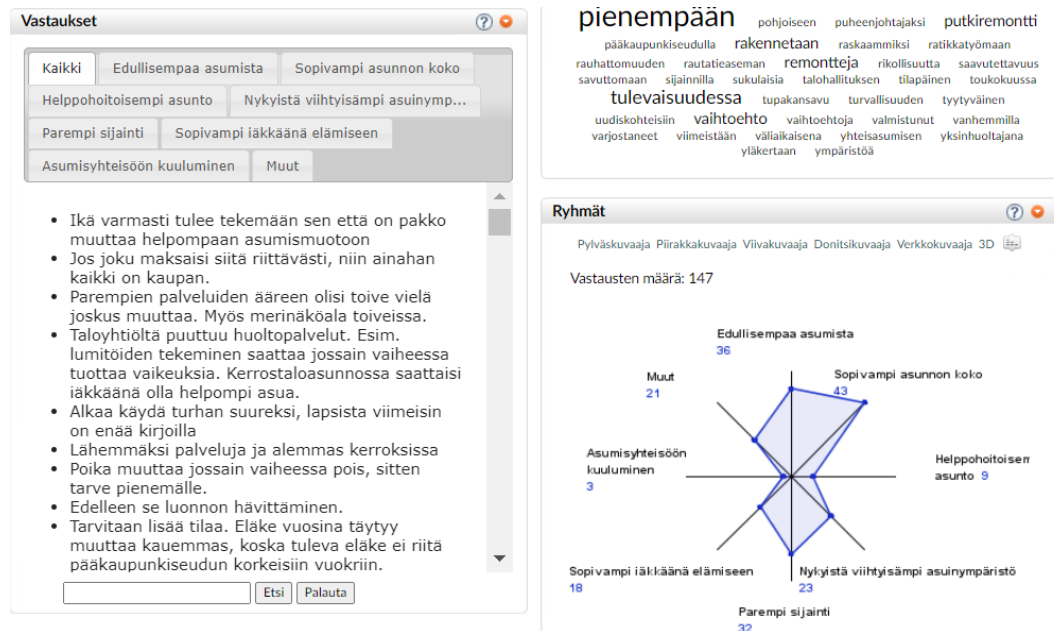 Vastaukset
Kaikki
Edullisempaa asumista
Sopivampi asunnon koko
Helppohoitoisempi asunto
Nykyistä viihtyisämpi asuinymp...
Parempi sijainti
Sopivampi iäkkäänä elämiseen
Asumisyhteisöön kuuluminen
Muut
• Ikä varmasti tulee tekemään sen että on pakko
muuttaa helpompaan asumismuotoon
• Jos joku maksaisi siitä riittävästi, niin ainahan
kaikki on kaupan.
• Parempien palveluiden ääreen olisi toive vielä
joskus muuttaa. Myös merinäköala toiveissa.
• Taloyhtiöltä puuttuu huoltopalvelut. Esim.
lumitöiden tekeminen saattaa jossain vaiheessa
tuottaa vaikeuksia. Kerrostaloasunnossa saattaisi
iäkkäänä olla helpompi asua.
• Alkaa käydä turhan suureksi, lapsista viimeisin
on enää kirjoilla
• Lähemmäksi palveluja ja alemmas kerroksissa
• Poika muuttaa jossain vaiheessa pois, sitten
tarve pienemälle.
• Edelleen se luonnon hävittäminen.
• Tarvitaan lisää tilaa. Eläke vuosina täytyy
muuttaa kauemmas, koska tuleva eläke ei riitä
pääkaupunkiseudun korkeisiin vuokriin.
Etsi
Palauta
pienempään pohjoiseen puheenjohtajaksi putkiremontti
pääkaupunkiseudulla rakennetaan raskaammiksi ratikkatyömaan
rauhattomuuden rautatieaseman remontteja rikollisuutta saavutettavuus
savuttomaan sijainnilla sukulaisia talohallituksen tilapäinen toukokuussa
tulevaisuudessa tupakansavu turvallisuuden tyytyväinen
uudiskohteisiin vaihtoehto vaihtoehtoja valmistunut vanhemmilla
varjostaneet viimeistään väliaikaisena yhteisasumisen yksinhuoltajana
yläkertaan ympäristöä
Ryhmät
Pylväskuvaaja Piirakkakuvaaja Viivakuvaaja Donitsikuvaaja Verkkokuvaaja 3D
Vastausten määrä: 147
Edullisempaa asumista
36
Sopivampi asunnon koko
43
Muut
21
Asumisyhteisöön
kuuluminen
3
Helppohoitoisem
asunto 9
Sopivampi iäkkäänä elämiseen
18
Nykyistä viihtyisämpi asuinympäristö
23
Parempi sijainti
32